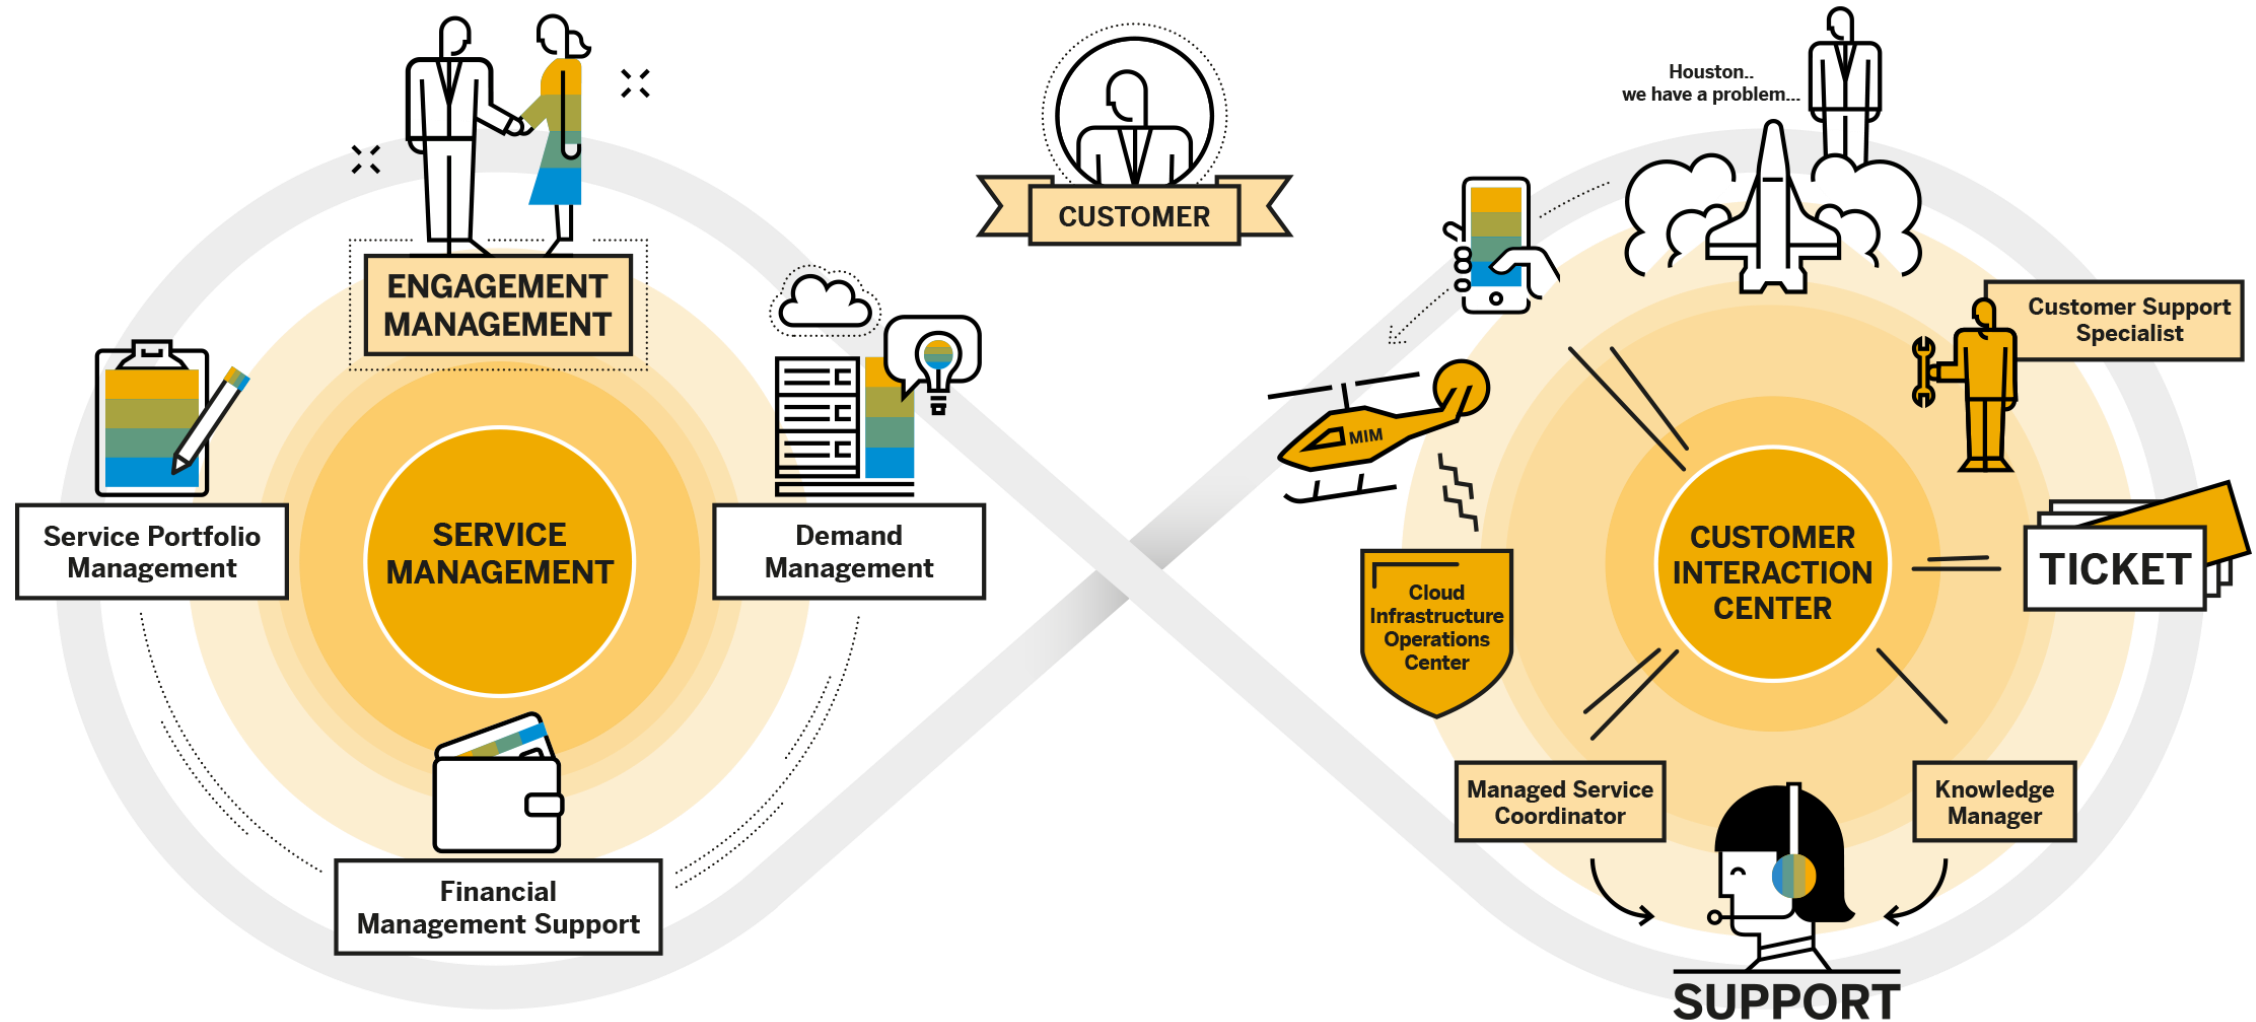 ENGAGEMENT
MANAGEMENT
Service Portfolio
Management
SERVICE
MANAGEMENT
Demand
Management
Financial
Management Support
CUSTOMER
Houston..
we have a problem...
MIM
Customer Support
Specialist
Cloud
Infrastructure
Operations
Center
CUSTOMER
INTERACTION
CENTER
TICKET
Managed Service
Coordinator
Knowledge
Manager
SUPPORT